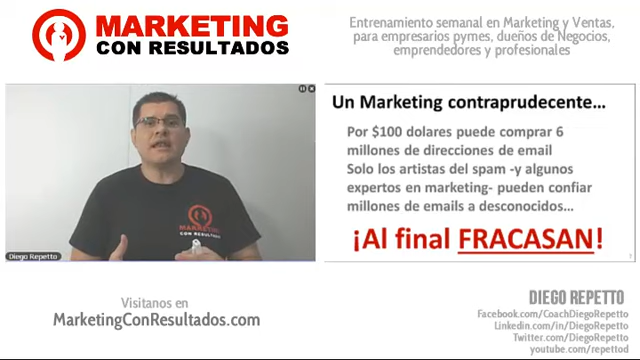 MARKETING
CON RESULTADOS
Entrenamiento semanal en Marketing y Ventas,
para empresarios pymes, dueños de Negocios,
emprendedores y profesionales
MARKETING
CON RESULTADOS
Diego Repetto
Un Marketing contraprudecente...
Por $100 dolares puede comprar 6
millones de direcciones de email
Solo los artistas del spam -y algunos
expertos en marketing- pueden confiar
millones de emails a desconocidos...
¡Al final FRACASAN!
Visitanos en
MarketingConResultados.com
DIEGO REPETTO
Facebook.com/CoachDiegoRepetto
Linkedin.com/in/DiegoRepetto
Twitter.com/DiegoRepetto
youtube.com/repettod